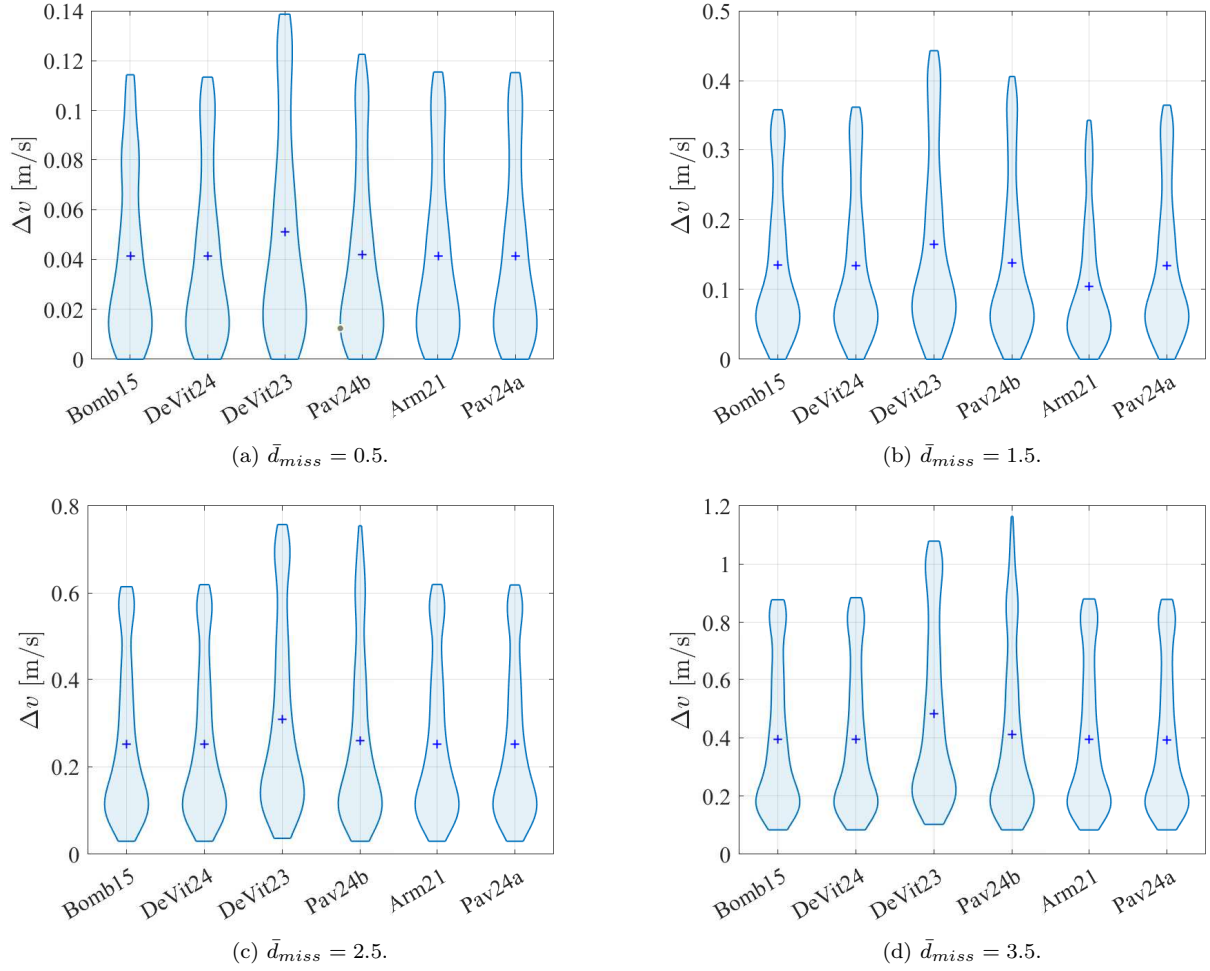 0.14
0.12
0.1
0.08
0.06
0.04
0.02
0
Δv [m/s]
Bomb15 DeVit24 DeVit23 Pav24b Arm21 Pav24a
(a) d̄_miss = 0.5.
0.5
0.4
0.3
0.2
0.1
0
Δv [m/s]
Bomb15 DeVit24 DeVit23 Pav24b Arm21 Pav24a
(b) d̄_miss = 1.5.
0.8
0.6
0.4
0.2
0
Δv [m/s]
Bomb15 DeVit24 DeVit23 Pav24b Arm21 Pav24a
(c) d̄_miss = 2.5.
1.2
1
0.8
0.6
0.4
0.2
0
Δv [m/s]
Bomb15 DeVit24 DeVit23 Pav24b Arm21 Pav24a
(d) d̄_miss = 3.5.